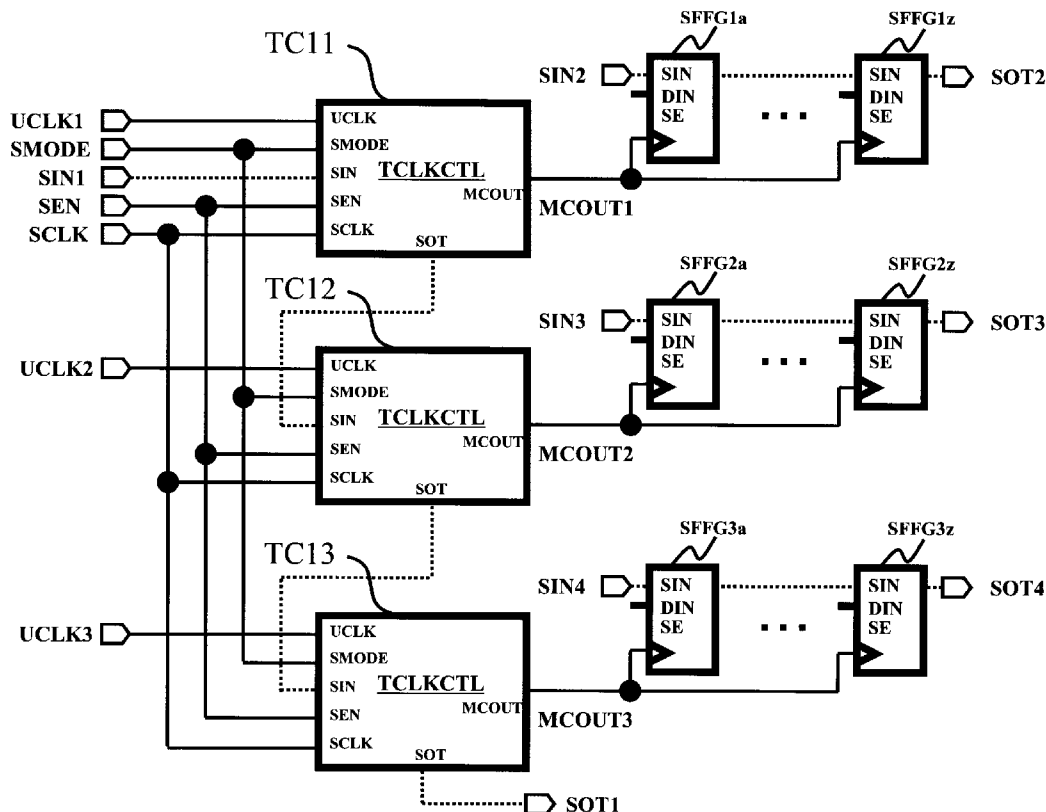 TC11
SFFG1a
SFFG1z
SIN2
SIN
DIN
SE
SIN
DIN
SE
SOT2
UCLK1
SMODE
SIN1
SEN
SCLK
UCLK
SMODE
SIN
SEN
SCLK
TCLKCTL
MCOUT
SOT
MCOUT1
TC12
SFFG2a
SFFG2z
SIN3
SIN
DIN
SE
SIN
DIN
SE
SOT3
UCLK2
UCLK
SMODE
SIN
SEN
SCLK
TCLKCTL
MCOUT
SOT
MCOUT2
TC13
SFFG3a
SFFG3z
SIN4
SIN
DIN
SE
SIN
DIN
SE
SOT4
UCLK3
UCLK
SMODE
SIN
SEN
SCLK
TCLKCTL
MCOUT
SOT
MCOUT3
SOT1